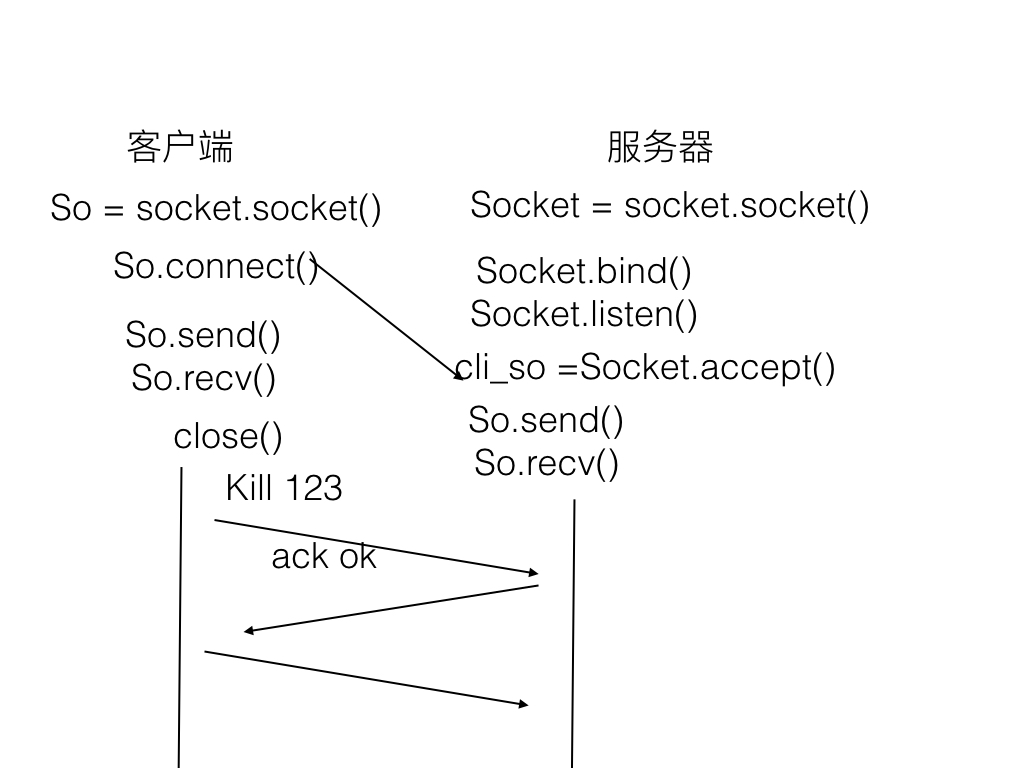 客户端
So = socket.socket()
So.connect()
So.send()
So.recv()
close()
Kill 123
ack ok
服务器
Socket = socket.socket()
Socket.bind()
Socket.listen()
cli_so =Socket.accept()
So.send()
So.recv()